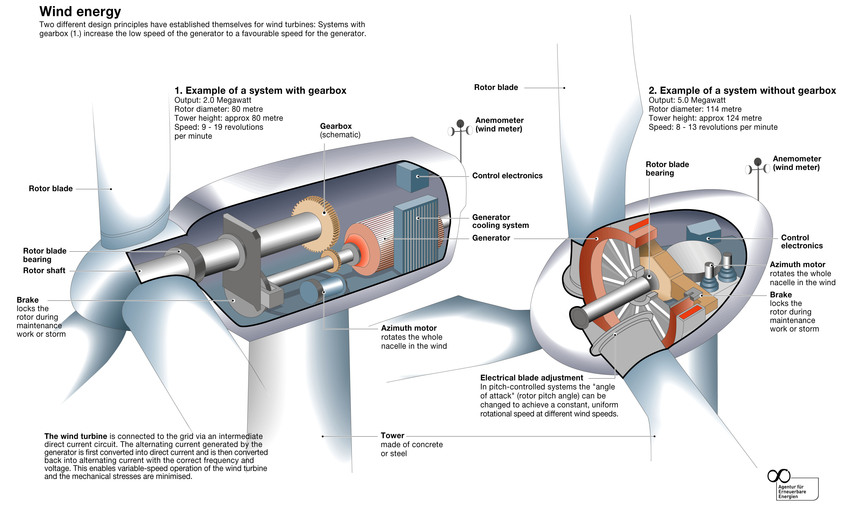 Wind energy
Two different design principles have established themselves for wind turbines: Systems with
gearbox (1.) increase the low speed of the generator to a favourable speed for the generator.
1. Example of a system with gearbox
Output: 2.0 Megawatt
Rotor diameter: 80 metre
Tower height: approx 80 metre
Speed: 9 - 19 revolutions
per minute
Gearbox
(schematic)
Rotor blade
Rotor blade
bearing
Rotor shaft
Brake
locks the
rotor during
maintenance
work or storm
Rotor blade
Anemometer
(wind meter)
Control electronics
Generator
cooling system
Generator
Azimuth motor
rotates the whole
nacelle in the wind
2. Example of a system without gearbox
Output: 5.0 Megawatt
Rotor diameter: 114 metre
Tower height: approx 124 metre
Speed: 8 - 13 revolutions per minute
Rotor blade
bearing
Anemometer
(wind meter)
Control
electronics
Azimuth motor
rotates the whole
nacelle in the wind
Brake
locks the
rotor during
maintenance
work or storm
Electrical blade adjustment
In pitch-controlled systems the "angle
of attack" (rotor pitch angle) can be
changed to achieve a constant, uniform
rotational speed at different wind speeds.
Tower
made of concrete
or steel
The wind turbine is connected to the grid via an intermediate
direct current circuit. The alternating current generated by the
generator is first converted into direct current and is then converted
back into alternating current with the correct frequency and
voltage. This enables variable-speed operation of the wind turbine
and the mechanical stresses are minimised.
Agentur für
Erneuerbare
Energien